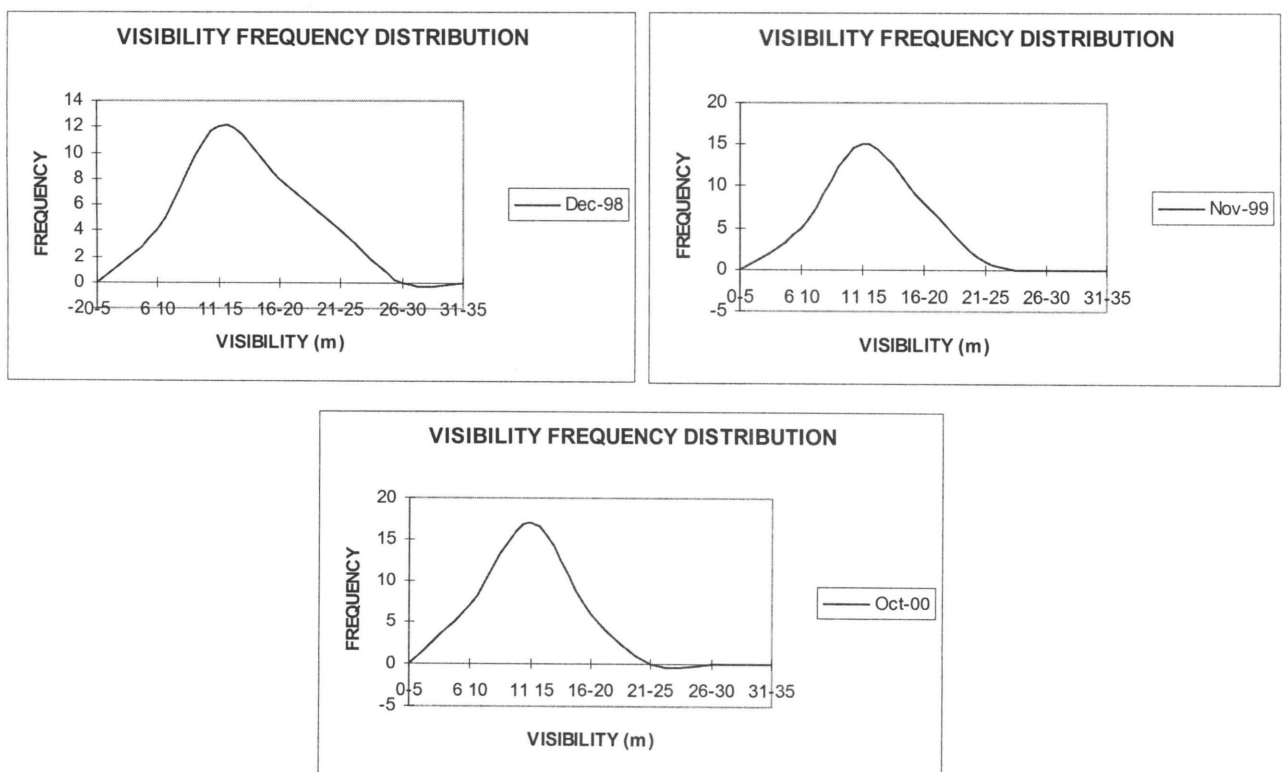 VISIBILITY FREQUENCY DISTRIBUTION
14
12
10
8
6
4
2
0
-2
FREQUENCY
0-5 6 10 11 15 16-20 21-25 26-30 31-35
VISIBILITY (m)
Dec-98
VISIBILITY FREQUENCY DISTRIBUTION
20
15
10
5
0
-5
FREQUENCY
0-5 6 10 11 15 16-20 21-25 26-30 31-35
VISIBILITY (m)
Nov-99
VISIBILITY FREQUENCY DISTRIBUTION
20
15
10
5
0
-5
FREQUENCY
0-5 6 10 11 15 16-20 21-25 26-30 31-35
VISIBILITY (m)
Oct-00